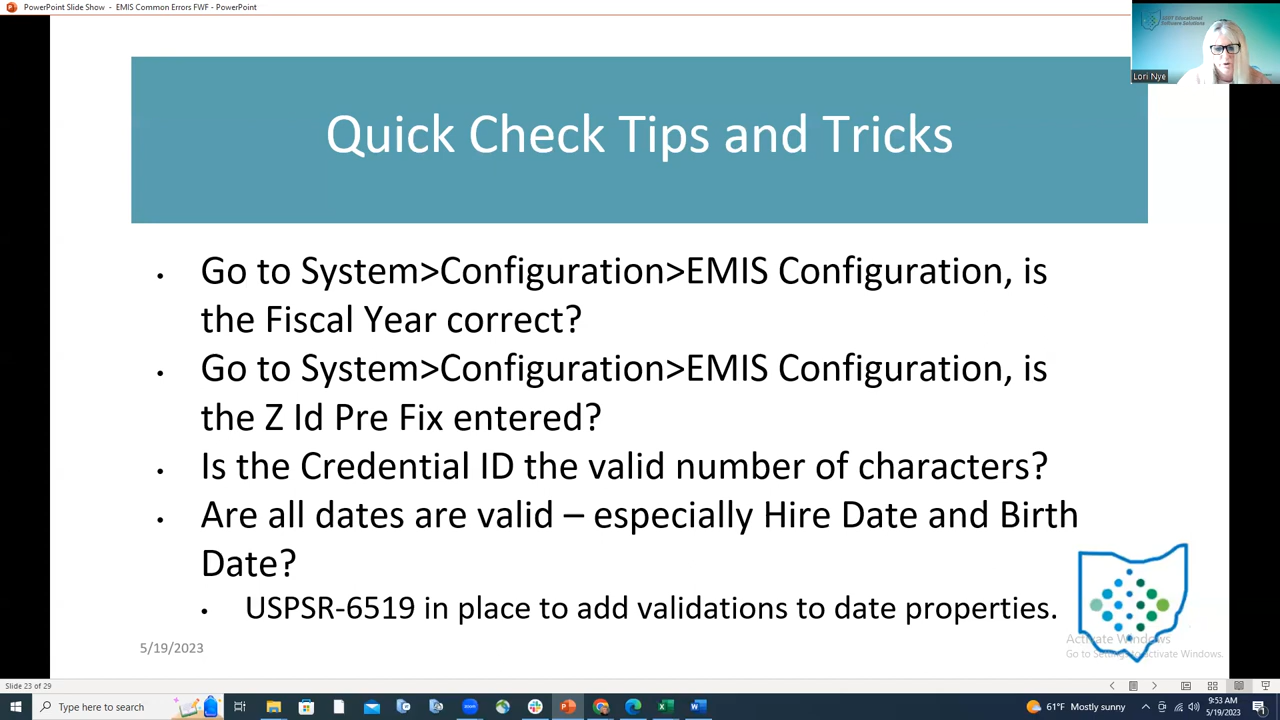 PowerPoint Slide Show - EMIS Common Errors FWF - PowerPoint
Lori Nye
Quick Check Tips and Tricks
• Go to System>Configuration>EMIS Configuration, is
the Fiscal Year correct?
• Go to System>Configuration>EMIS Configuration, is
the Z Id Pre Fix entered?
• Is the Credential ID the valid number of characters?
• Are all dates are valid – especially Hire Date and Birth
Date?
• USPSR-6519 in place to add validations to date properties.
5/19/2023
Activate Windows
Go to Settings to activate Windows.
Slide 23 of 29
Type here to search
61°F Mostly sunny
9:53 AM
5/19/2023